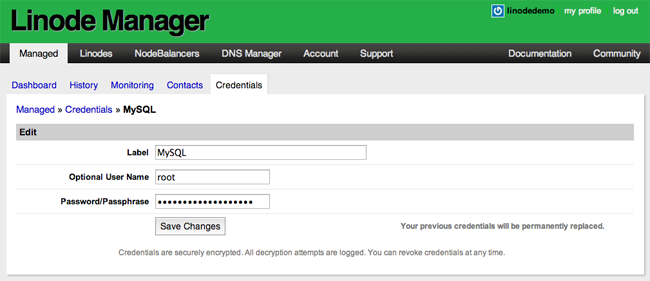 Linode Manager
linodedemo my profile log out
Managed Linodes NodeBalancers DNS Manager Account Support Documentation Community
Dashboard History Monitoring Contacts Credentials
Managed » Credentials » MySQL
Edit
Label MySQL
Optional User Name root
Password/Passphrase •••••••••••••••••••
Save Changes Your previous credentials will be permanently replaced.
Credentials are securely encrypted. All decryption attempts are logged. You can revoke credentials at any time.